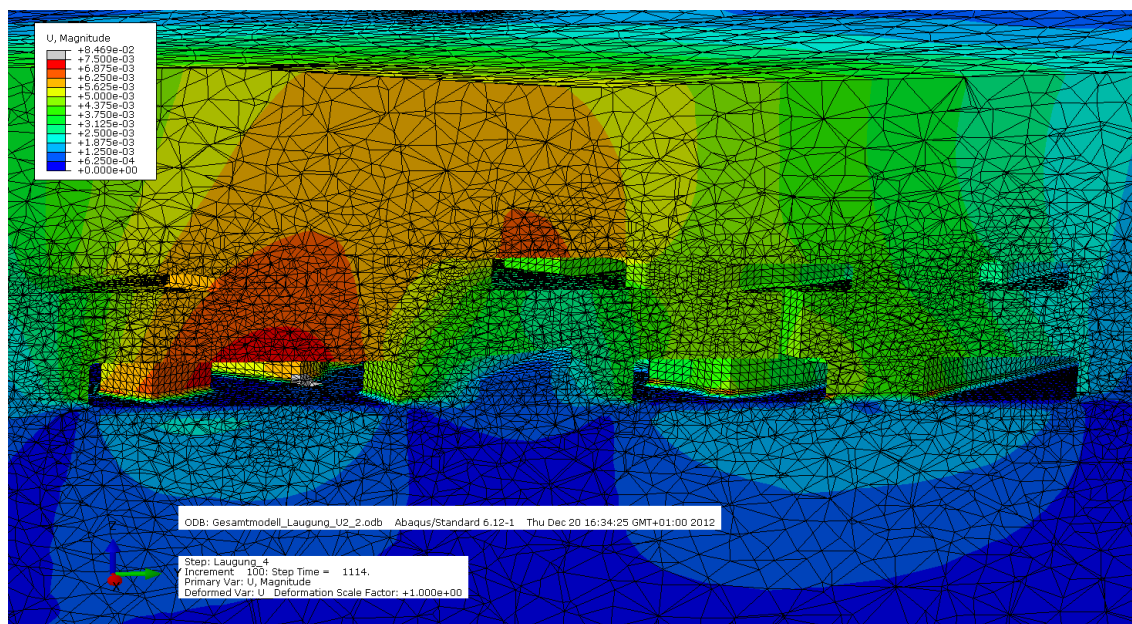 U, Magnitude
+8.469e-02
+7.500e-03
+6.875e-03
+6.250e-03
+5.625e-03
+5.000e-03
+4.375e-03
+3.750e-03
+3.125e-03
+2.500e-03
+1.875e-03
+1.250e-03
+6.250e-04
+0.000e+00
ODB: Gesamtmodell_Laugung_U2_2.odb Abaqus/Standard 6.12-1 Thu Dec 20 16:34:25 GMT+01:00 2012
Z
Y
X
Step: Laugung_4
Increment 100: Step Time = 1114.
Primary Var: U, Magnitude
Deformed Var: U Deformation Scale Factor: +1.000e+00